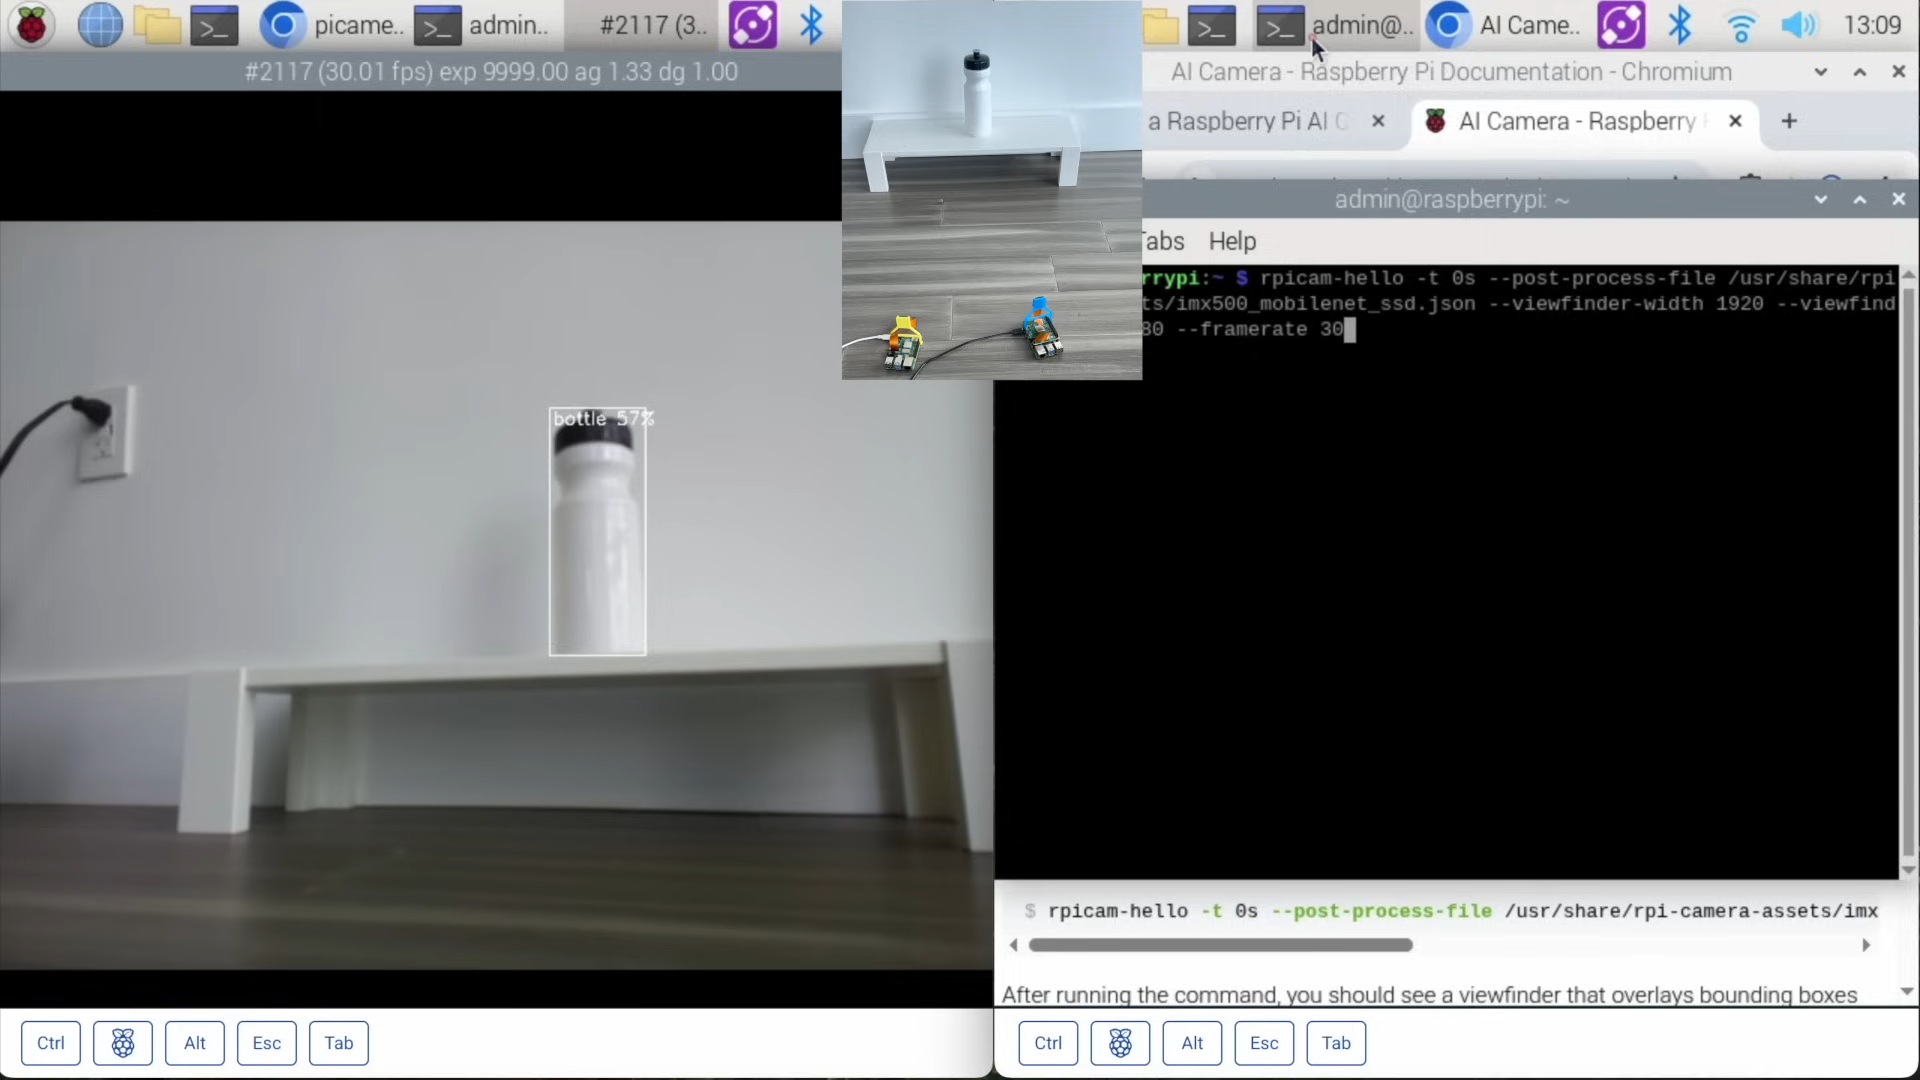 picame.. admin.. #2117 (3..
#2117 (30.01 fps) exp 9999.00 ag 1.33 dg 1.00
bottle 57%
Ctrl Alt Esc Tab
admin@.. AI Came.. 13:09
AI Camera - Raspberry Pi Documentation - Chromium
a Raspberry Pi AI AI Camera - Raspberry
admin@raspberrypi: ~
Tabs Help
rrypi:~ $ rpicam-hello -t 0s --post-process-file /usr/share/rpi
ts/imx500_mobilenet_ssd.json --viewfinder-width 1920 --viewfind
80 --framerate 30
$ rpicam-hello -t 0s --post-process-file /usr/share/rpi-camera-assets/imx
After running the command, you should see a viewfinder that overlays bounding boxes
Ctrl Alt Esc Tab